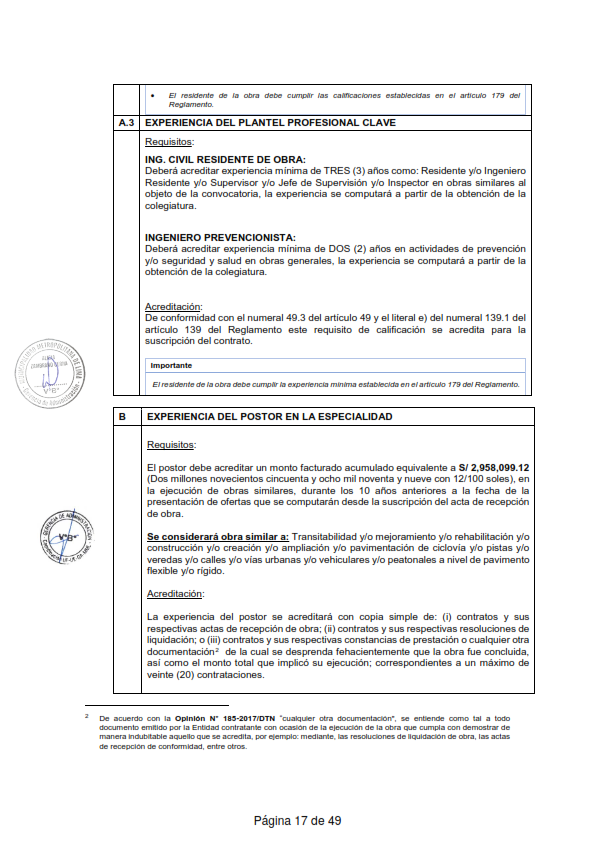 • El residente de la obra debe cumplir las calificaciones establecidas en el artículo 179 del
Reglamento.
A.3 EXPERIENCIA DEL PLANTEL PROFESIONAL CLAVE
Requisitos:
ING. CIVIL RESIDENTE DE OBRA:
Deberá acreditar experiencia mínima de TRES (3) años como: Residente y/o Ingeniero
Residente y/o Supervisor y/o Jefe de Supervisión y/o Inspector en obras similares al
objeto de la convocatoria, la experiencia se computará a partir de la obtención de la
colegiatura.
INGENIERO PREVENCIONISTA:
Deberá acreditar experiencia mínima de DOS (2) años en actividades de prevención
y/o seguridad y salud en obras generales, la experiencia se computará a partir de la
obtención de la colegiatura.
Acreditación:
De conformidad con el numeral 49.3 del artículo 49 y el literal e) del numeral 139.1 del
artículo 139 del Reglamento este requisito de calificación se acredita para la
suscripción del contrato.
Importante
El residente de la obra debe cumplir la experiencia mínima establecida en el artículo 179 del Reglamento.
B EXPERIENCIA DEL POSTOR EN LA ESPECIALIDAD
Requisitos:
El postor debe acreditar un monto facturado acumulado equivalente a S/ 2,958,099.12
(Dos millones novecientos cincuenta y ocho mil noventa y nueve con 12/100 soles), en
la ejecución de obras similares, durante los 10 años anteriores a la fecha de la
presentación de ofertas que se computarán desde la suscripción del acta de recepción
de obra.
Se considerará obra similar a: Transitabilidad y/o mejoramiento y/o rehabilitación y/o
construcción y/o creación y/o ampliación y/o pavimentación de ciclovía y/o pistas y/o
veredas y/o calles y/o vías urbanas y/o vehiculares y/o peatonales a nivel de pavimento
flexible y/o rígido.
Acreditación:
La experiencia del postor se acreditará con copia simple de: (i) contratos y sus
respectivas actas de recepción de obra; (ii) contratos y sus respectivas resoluciones de
liquidación; o (iii) contratos y sus respectivas constancias de prestación o cualquier otra
documentación2 de la cual se desprenda fehacientemente que la obra fue concluida,
así como el monto total que implicó su ejecución; correspondientes a un máximo de
veinte (20) contrataciones.
2 De acuerdo con la Opinión N° 185-2017/DTN "cualquier otra documentación", se entiende como tal a todo
documento emitido por la Entidad contratante con ocasión de la ejecución de la obra que cumpla con demostrar de
manera indubitable aquello que se acredita, por ejemplo: mediante, las resoluciones de liquidación de obra, las actas
de recepción de conformidad, entre otros.
Página 17 de 49
V°B°
GERENCIA DE ADMINISTRACIÓN
V°B°